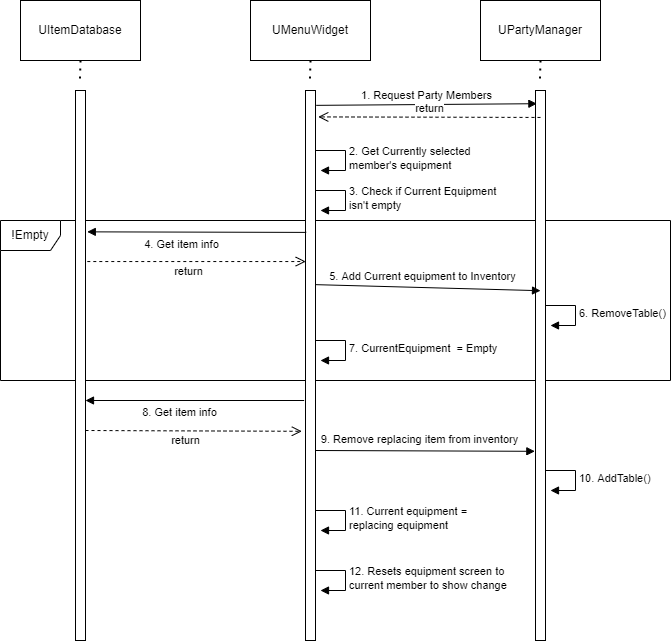 UItemDatabase
UMenuWidget
UPartyManager
1. Request Party Members
return
2. Get Currently selected
member's equipment
3. Check if Current Equipment
isn't empty
!Empty
4. Get item info
return
5. Add Current equipment to Inventory
6. RemoveTable()
7. CurrentEquipment = Empty
8. Get item info
return
9. Remove replacing item from inventory
10. AddTable()
11. Current equipment =
replacing equipment
12. Resets equipment screen to
current member to show change